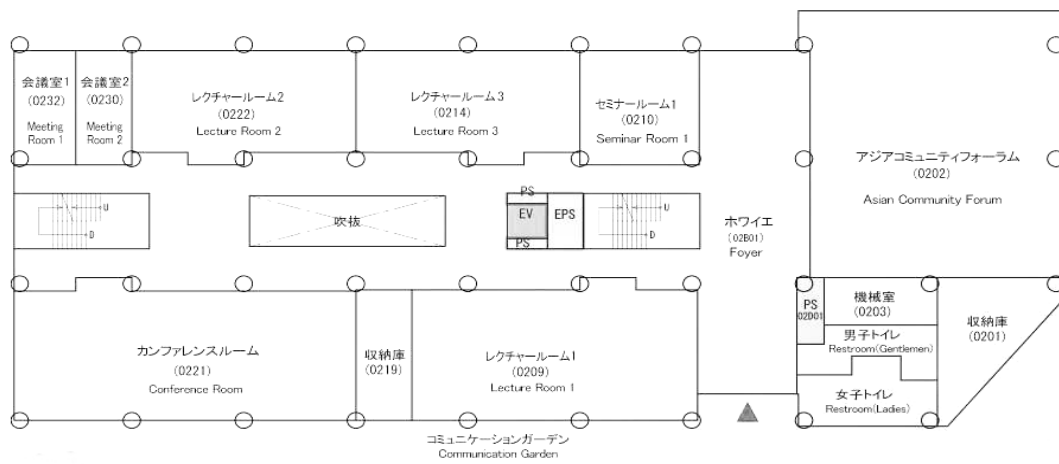 会議室1
(0232)
Meeting
Room 1
会議室2
(0230)
Meeting
Room 2
レクチャールーム2
(0222)
Lecture Room 2
レクチャールーム3
(0214)
Lecture Room 3
セミナールーム1
(0210)
Seminar Room 1
アジアコミュニティフォーラム
(0202)
Asian Community Forum
U
D
吹抜
PS
EV
PS
EPS
U
D
ホワイエ
(02B01)
Foyer
カンファレンスルーム
(0221)
Conference Room
収納庫
(0219)
レクチャールーム1
(0209)
Lecture Room 1
PS
02D01
機械室
(0203)
男子トイレ
Restroom(Gentlemen)
女子トイレ
Restroom(Ladies)
収納庫
(0201)
コミュニケーションガーデン
Communication Garden